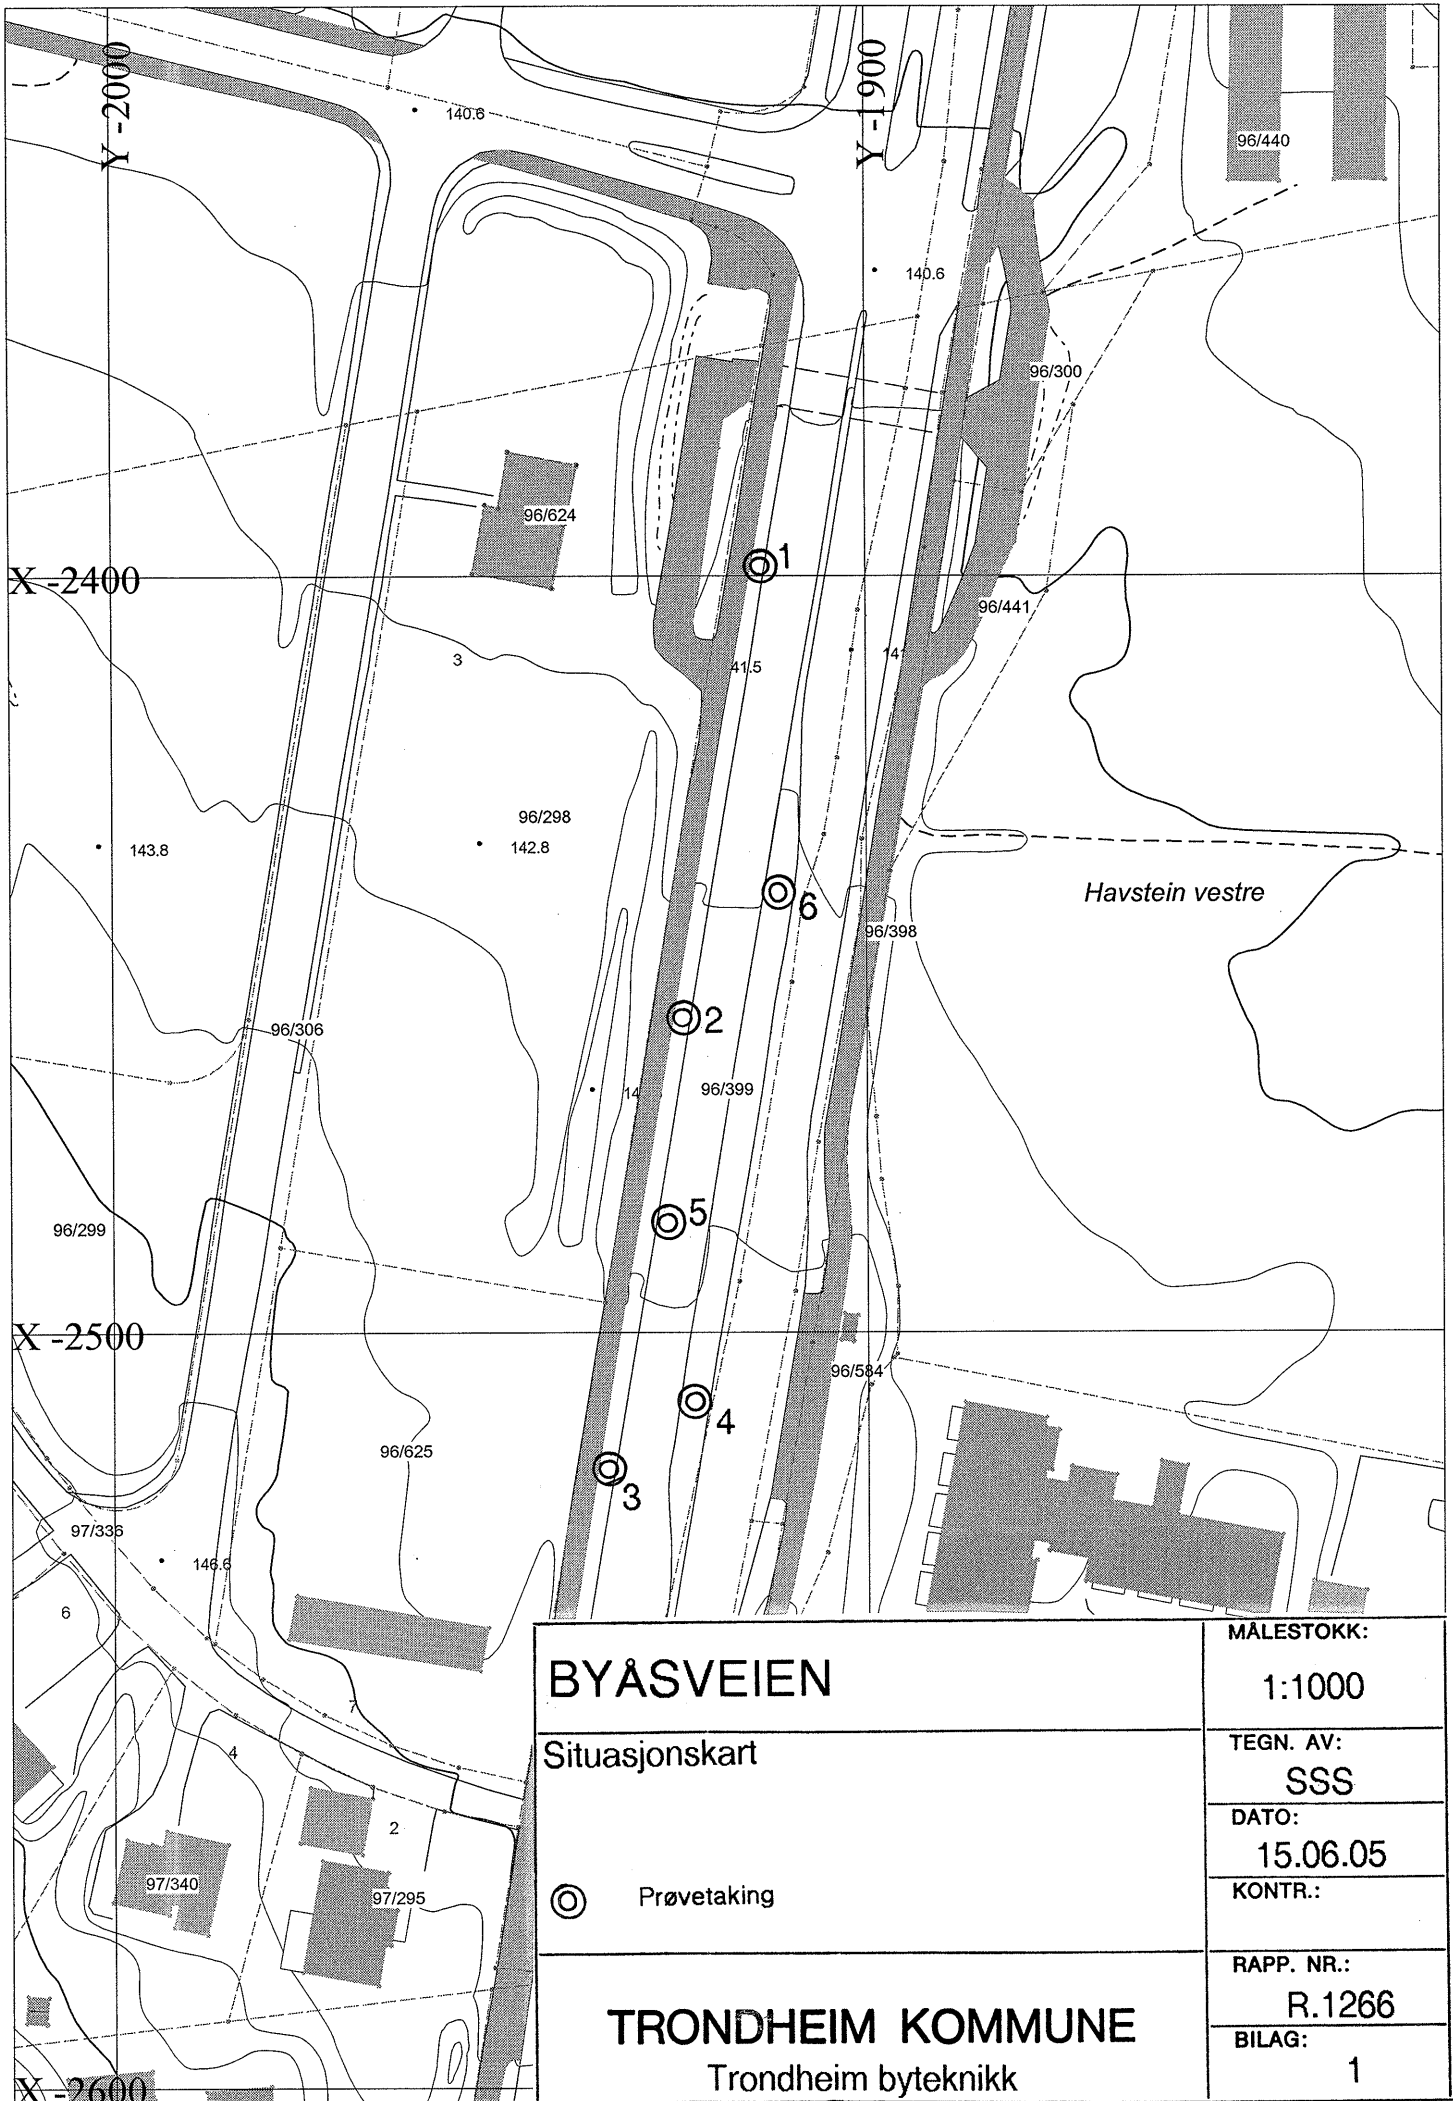 Y -2000
Y -1900
140.6
96/440
140.6
96/300
96/624
1
X -2400
96/441
3
41.5
141
96/298
143.8
142.8
Havstein vestre
6
96/398
2
96/306
14
96/399
5
96/299
X -2500
96/584
4
96/625
3
97/336
146.6
6
7
4
2
97/340
97/295
X -2600
BYÅSVEIEN
Situasjonskart
Prøvetaking
TRONDHEIM KOMMUNE
Trondheim byteknikk
MÅLESTOKK:
1:1000
TEGN. AV:
SSS
DATO:
15.06.05
KONTR.:
RAPP. NR.:
R.1266
BILAG:
1